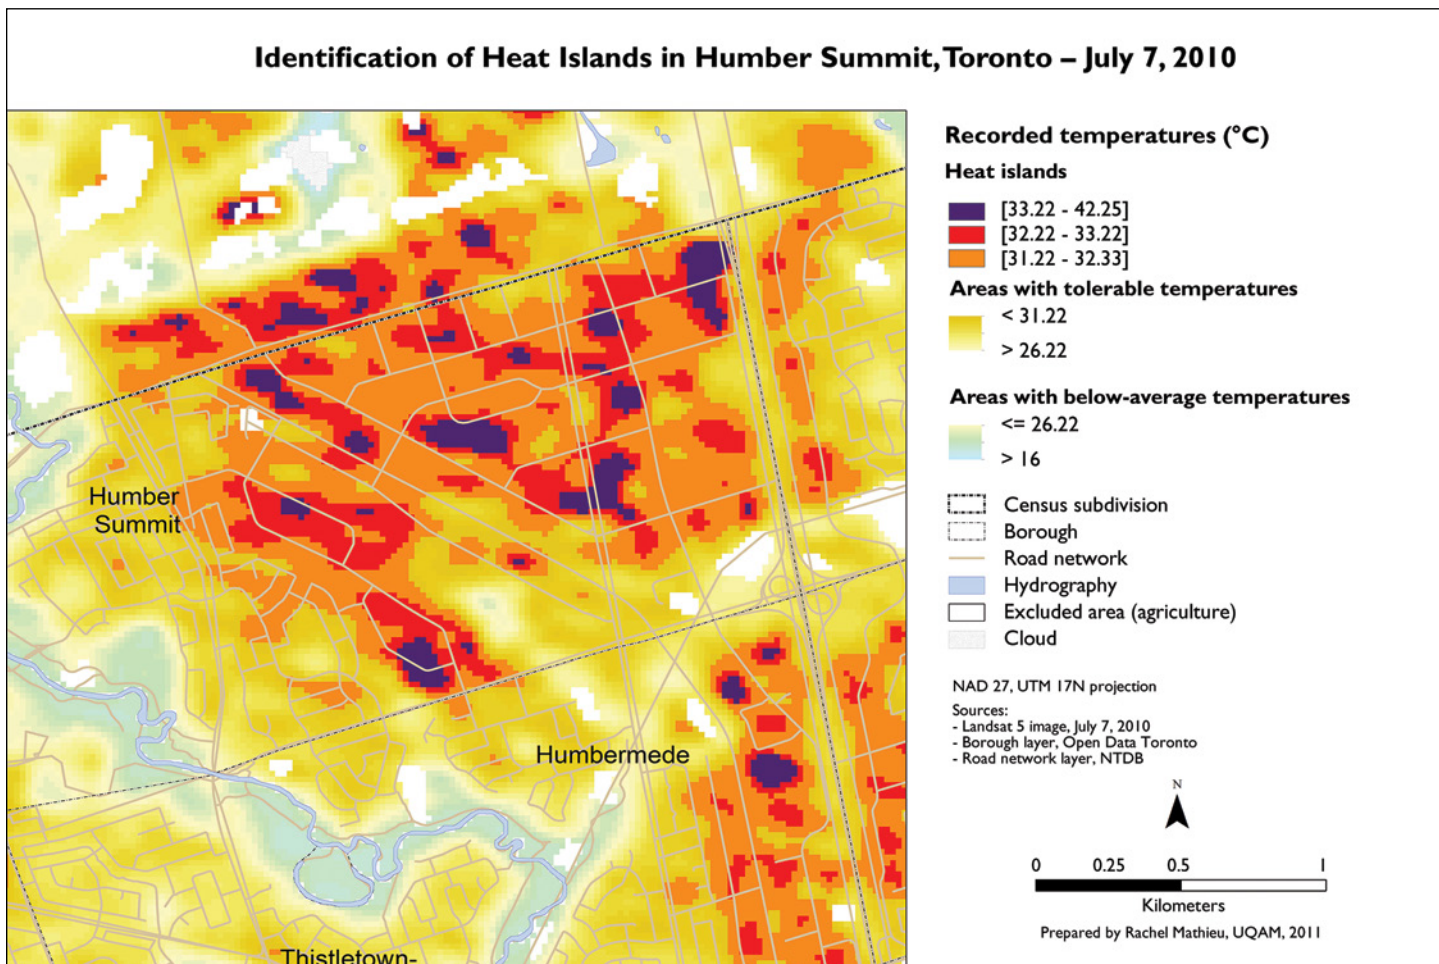 Identification of Heat Islands in Humber Summit, Toronto – July 7, 2010
Recorded temperatures (°C)
Heat islands
[33.22 - 42.25]
[32.22 - 33.22]
[31.22 - 32.33]
Areas with tolerable temperatures
< 31.22
> 26.22
Areas with below-average temperatures
<= 26.22
> 16
Census subdivision
Borough
Road network
Hydrography
Excluded area (agriculture)
Cloud
NAD 27, UTM 17N projection
Sources:
- Landsat 5 image, July 7, 2010
- Borough layer, Open Data Toronto
- Road network layer, NTDB
N
0 0.25 0.5 1
Kilometers
Prepared by Rachel Mathieu, UQAM, 2011
Humber
Summit
Humbermede
Thistletown-